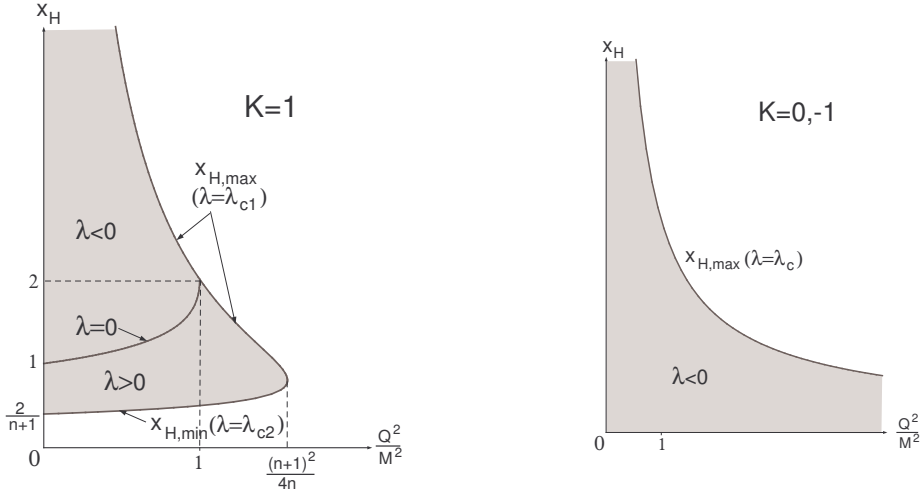 x_H
K=1
x_H,max
(λ=λ_c1)
λ<0
2
λ=0
1
λ>0
2/(n+1)
x_H,min(λ=λ_c2)
0
1
(n+1)^2/4n
Q^2/M^2
x_H
K=0,-1
x_H,max(λ=λ_c)
λ<0
0
1
Q^2/M^2